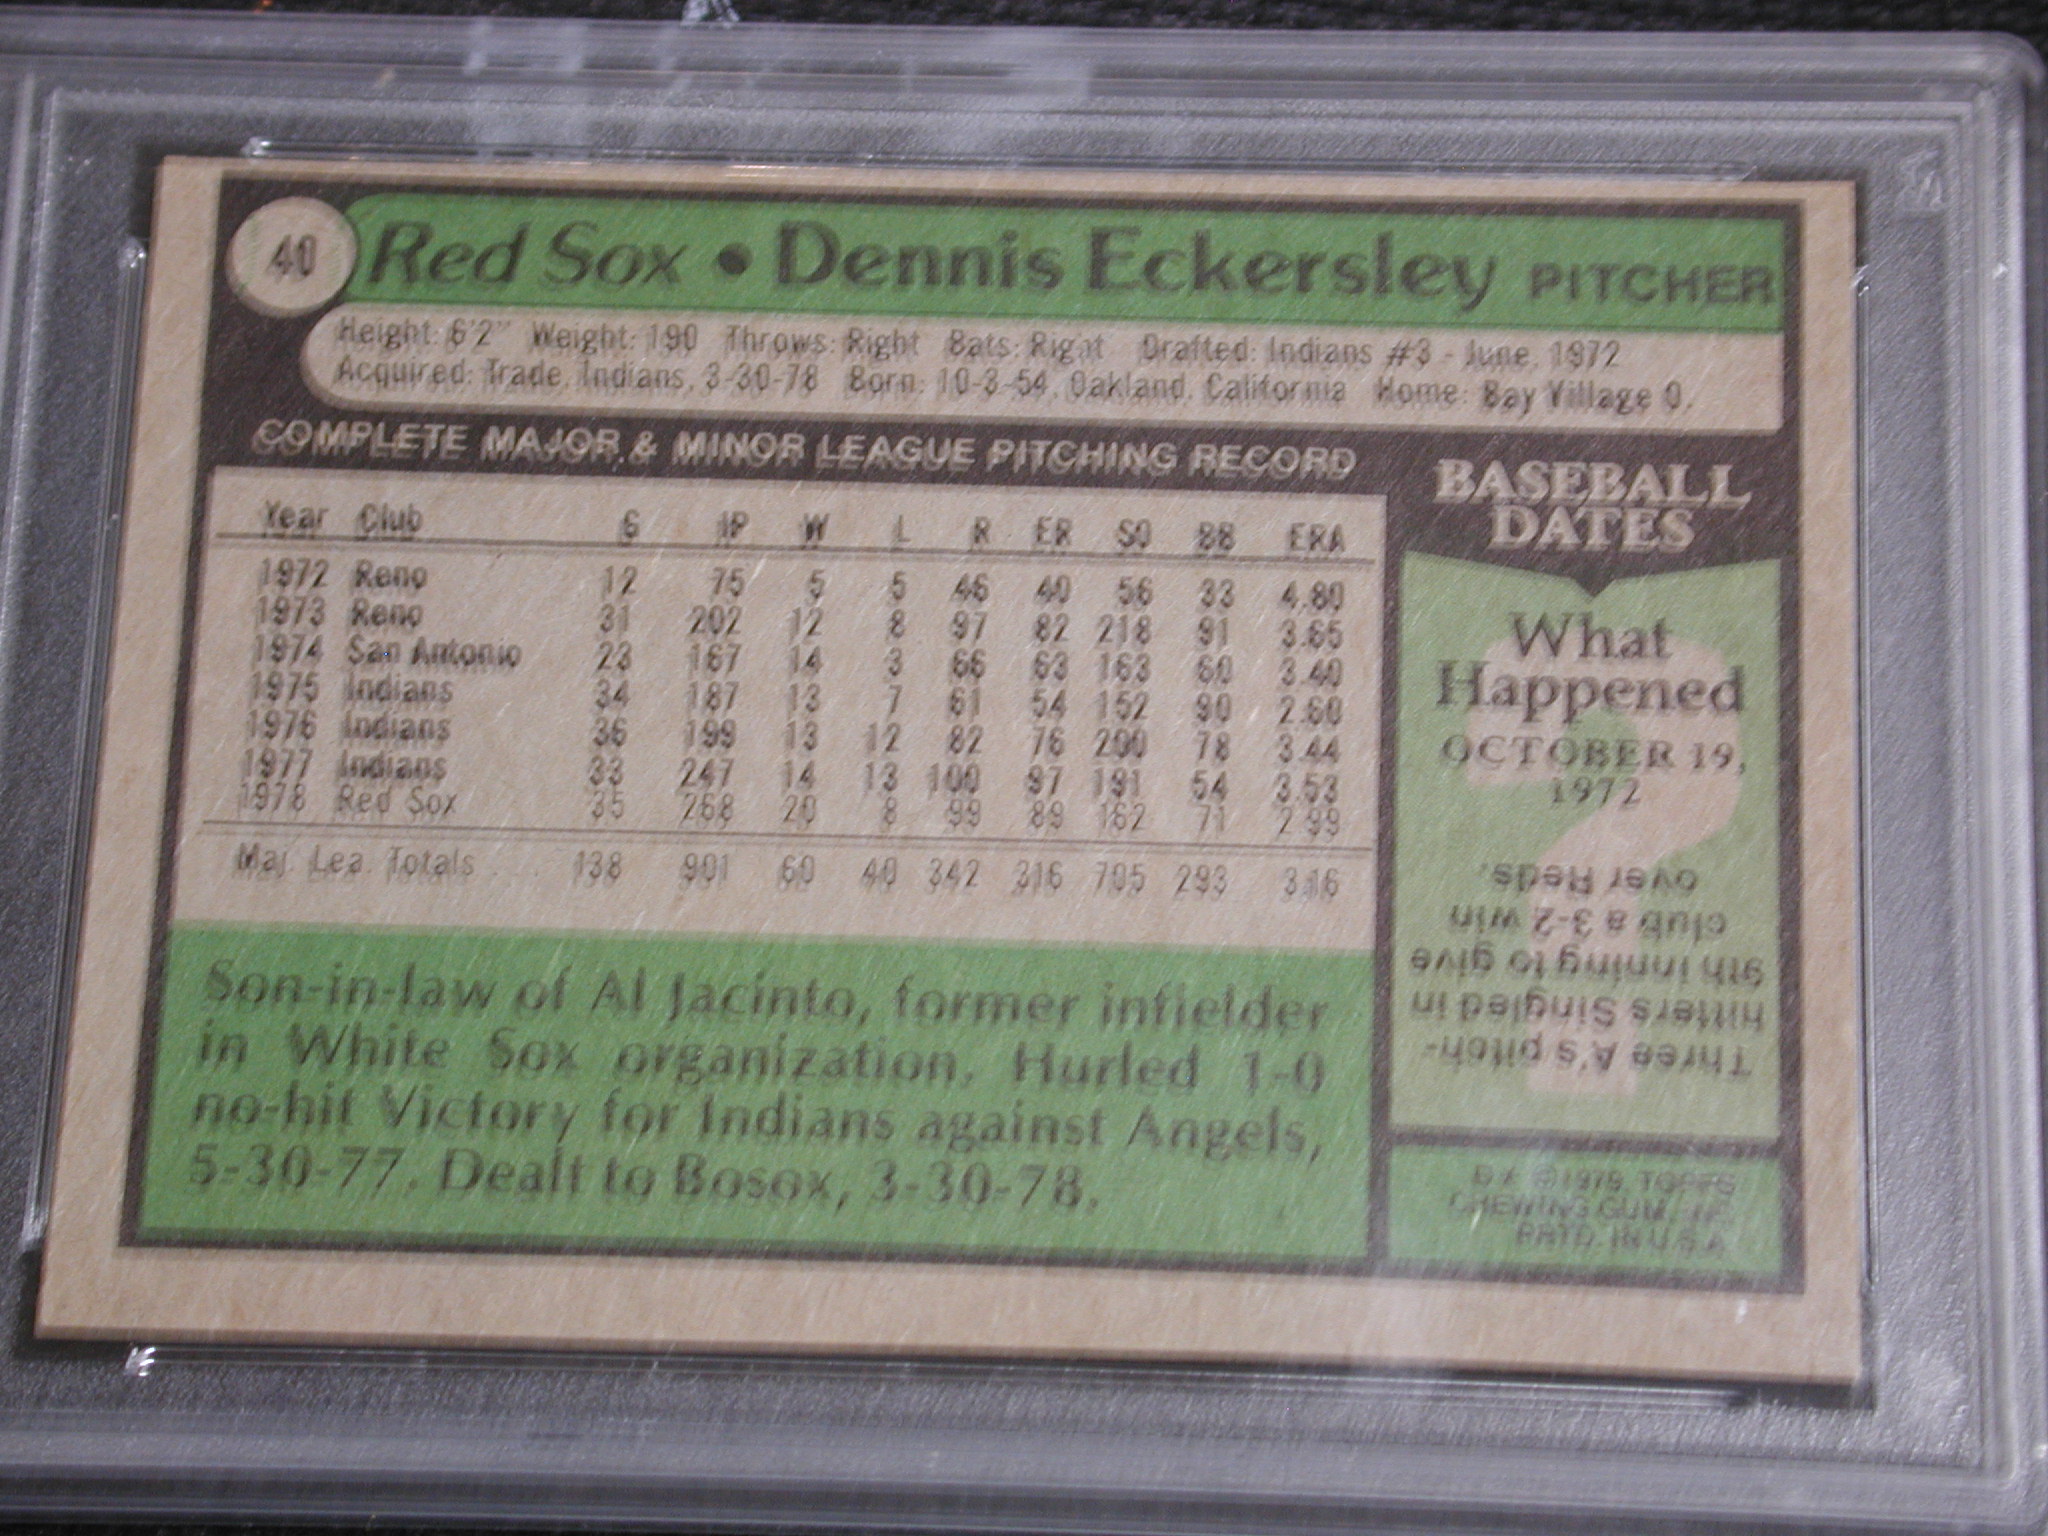 40 Red Sox • Dennis Eckersley PITCHER
Height: 6'2" Weight: 190 Throws: Right Bats: Right Drafted: Indians #3 - June, 1972
Acquired: Trade, Indians, 3-30-78 Born: 10-3-54, Oakland, California Home: Bay Village O.
COMPLETE MAJOR & MINOR LEAGUE PITCHING RECORD
Year Club G IP W L R ER SO BB ERA
1972 Reno 12 75 5 5 46 40 56 33 4.80
1973 Reno 31 202 12 8 97 82 218 91 3.65
1974 San Antonio 23 167 14 3 66 63 163 60 3.40
1975 Indians 34 187 13 7 61 54 152 90 2.60
1976 Indians 36 199 13 12 82 76 200 78 3.44
1977 Indians 33 247 14 13 100 97 191 54 3.53
1978 Red Sox 35 268 20 8 99 89 162 71 2.99
Maj. Lea. Totals 138 901 60 40 342 316 705 293 3.16
Son-in-law of Al Jacinto, former infielder
in White Sox organization. Hurled 1-0
no-hit Victory for Indians against Angels,
5-30-77. Dealt to Bosox, 3-30-78.
BASEBALL
DATES
What
Happened
OCTOBER 19,
1972
?
Three A's pitch-
hitters Singled in
9th inning to give
club a 3-2 win
over Reds.
©1979 TOPPS
CHEWING GUM, INC.
PRTD. IN U.S.A.